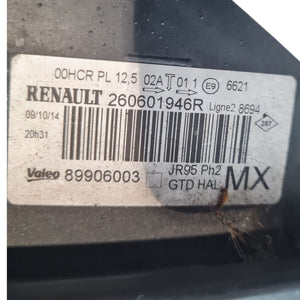 00HCR PL 12,5 02A T 01 1 E9 6621
RENAULT 260601946R Ligne2 8694
09/10/14
20h31
Valeo 89906003 JR95 Ph2
GTD HAL MX